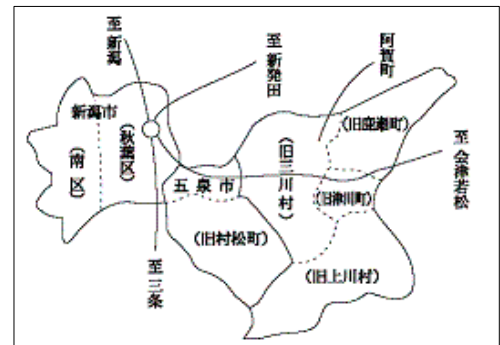 至新潟
至新発田
阿賀町
新潟市
(秋葉区)
(南区)
(旧三川村)
(旧鹿瀬町)
至会津若松
五泉市
(旧津川町)
(旧村松町)
(旧上川村)
至三条